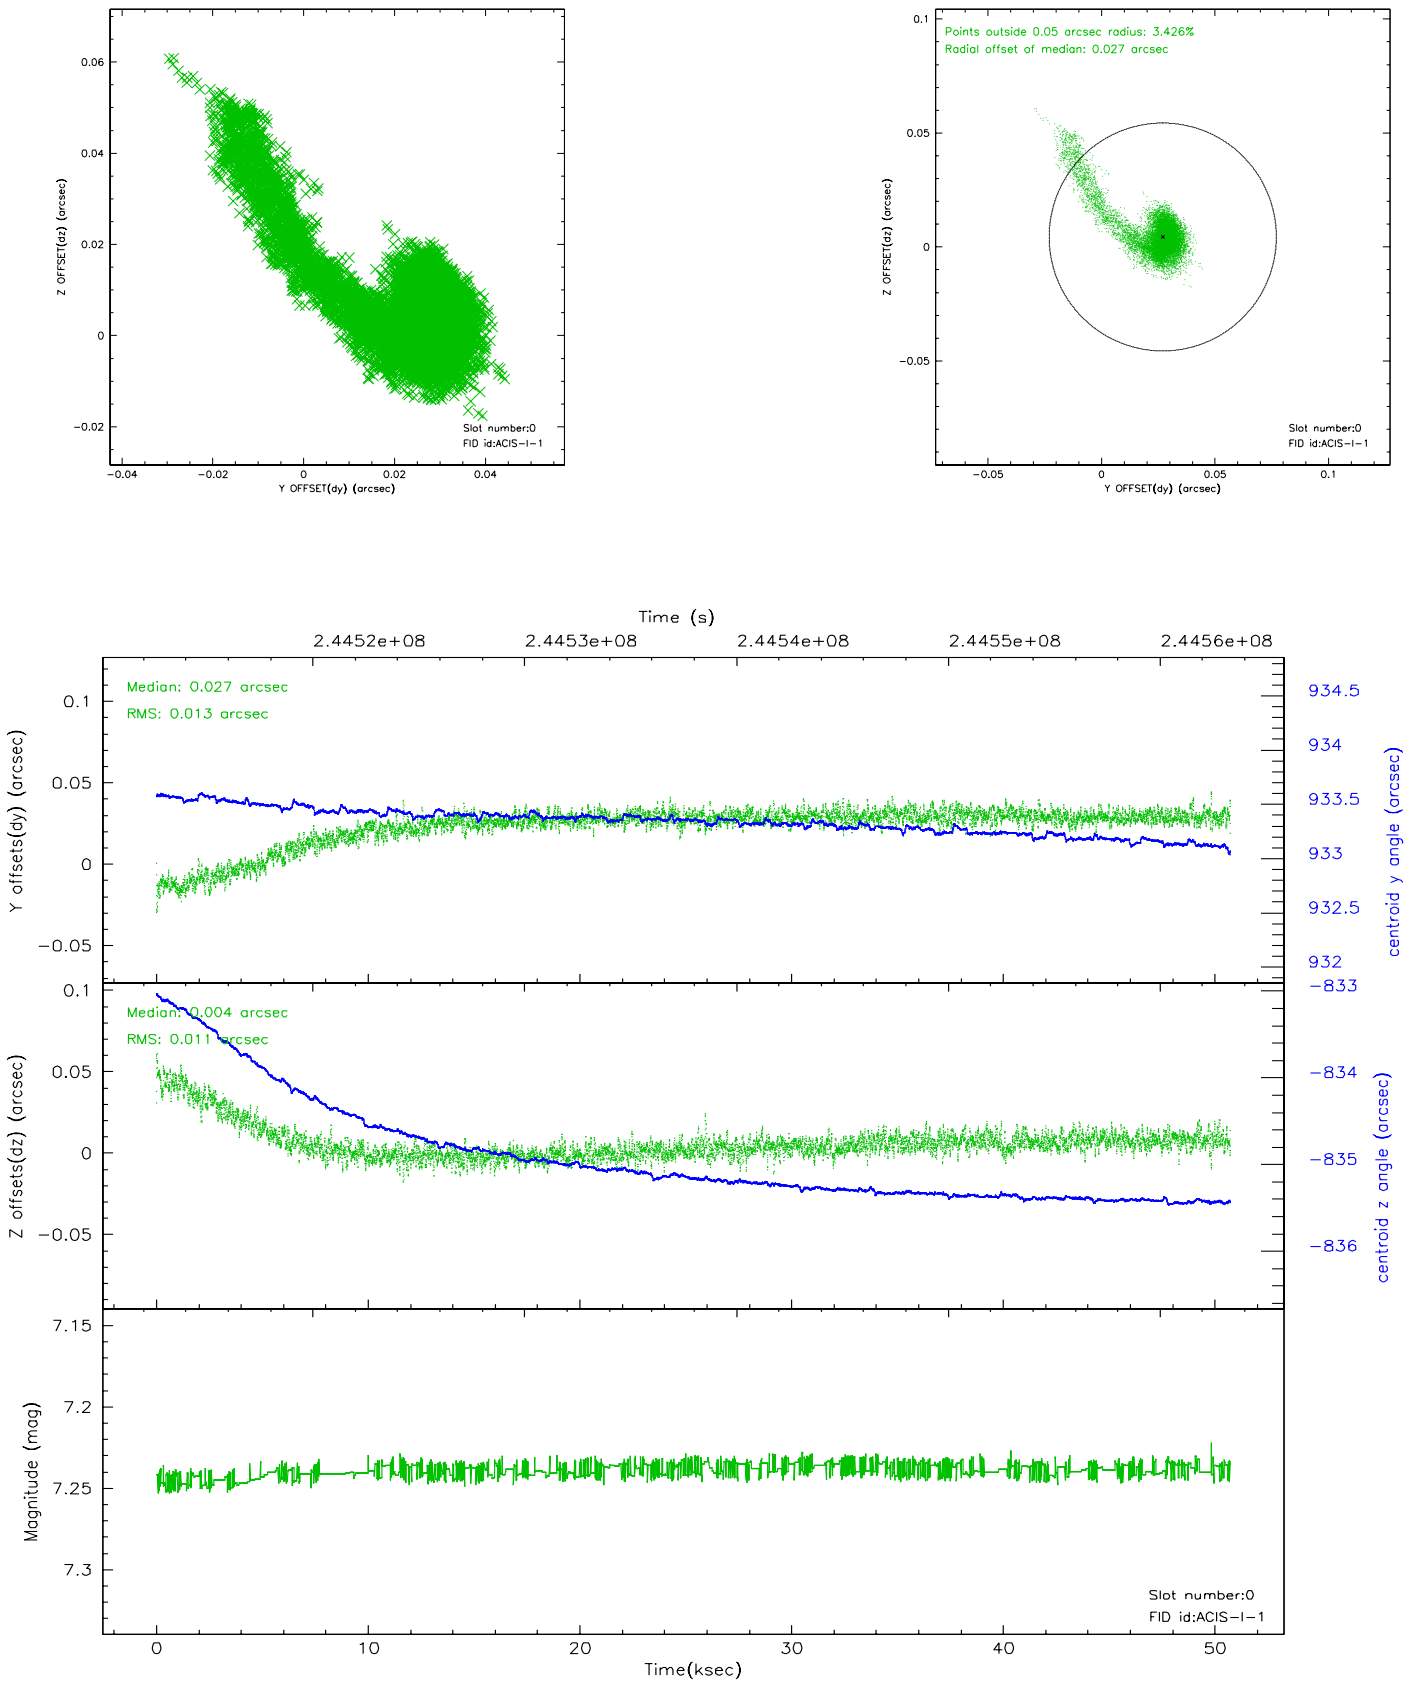 0.06
0.04
0.02
0
−0.02
Z OFFSET(dz) (arcsec)
Slot number:0
FID id:ACIS−I−1
−0.04 −0.02 0 0.02 0.04
Y OFFSET(dy) (arcsec)
Points outside 0.05 arcsec radius: 3.426%
Radial offset of median: 0.027 arcsec
0.1
0.05
0
−0.05
Z OFFSET(dz) (arcsec)
Slot number:0
FID id:ACIS−I−1
−0.05 0 0.05 0.1
Y OFFSET(dy) (arcsec)
Time (s)
2.4452e+08 2.4453e+08 2.4454e+08 2.4455e+08 2.4456e+08
Median: 0.027 arcsec
RMS: 0.013 arcsec
0.1
0.05
0
−0.05
Y offsets(dy) (arcsec)
934.5
934
933.5
933
932.5
932
centroid y angle (arcsec)
Median: 0.004 arcsec
RMS: 0.011 arcsec
0.1
0.05
0
−0.05
Z offsets(dz) (arcsec)
−833
−834
−835
−836
centroid z angle (arcsec)
7.15
7.2
7.25
7.3
Magnitude (mag)
Slot number:0
FID id:ACIS−I−1
0 10 20 30 40 50
Time(ksec)